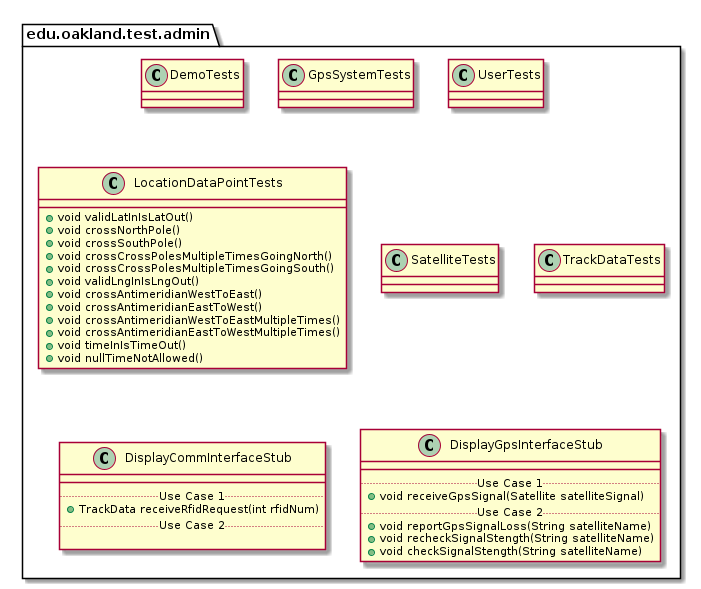 edu.oakland.test.admin
C DemoTests
C GpsSystemTests
C UserTests
C LocationDataPointTests
void validLatInIsLatOut()
void crossNorthPole()
void crossSouthPole()
void crossCrossPolesMultipleTimesGoingNorth()
void crossCrossPolesMultipleTimesGoingSouth()
void validLngInIsLngOut()
void crossAntimeridianWestToEast()
void crossAntimeridianEastToWest()
void crossAntimeridianWestToEastMultipleTimes()
void crossAntimeridianEastToWestMultipleTimes()
void timeInIsTimeOut()
void nullTimeNotAllowed()
C SatelliteTests
C TrackDataTests
C DisplayCommInterfaceStub
Use Case 1
TrackData receiveRfidRequest(int rfidNum)
Use Case 2
C DisplayGpsInterfaceStub
Use Case 1
void receiveGpsSignal(Satellite satelliteSignal)
Use Case 2
void reportGpsSignalLoss(String satelliteName)
void recheckSignalStength(String satelliteName)
void checkSignalStength(String satelliteName)